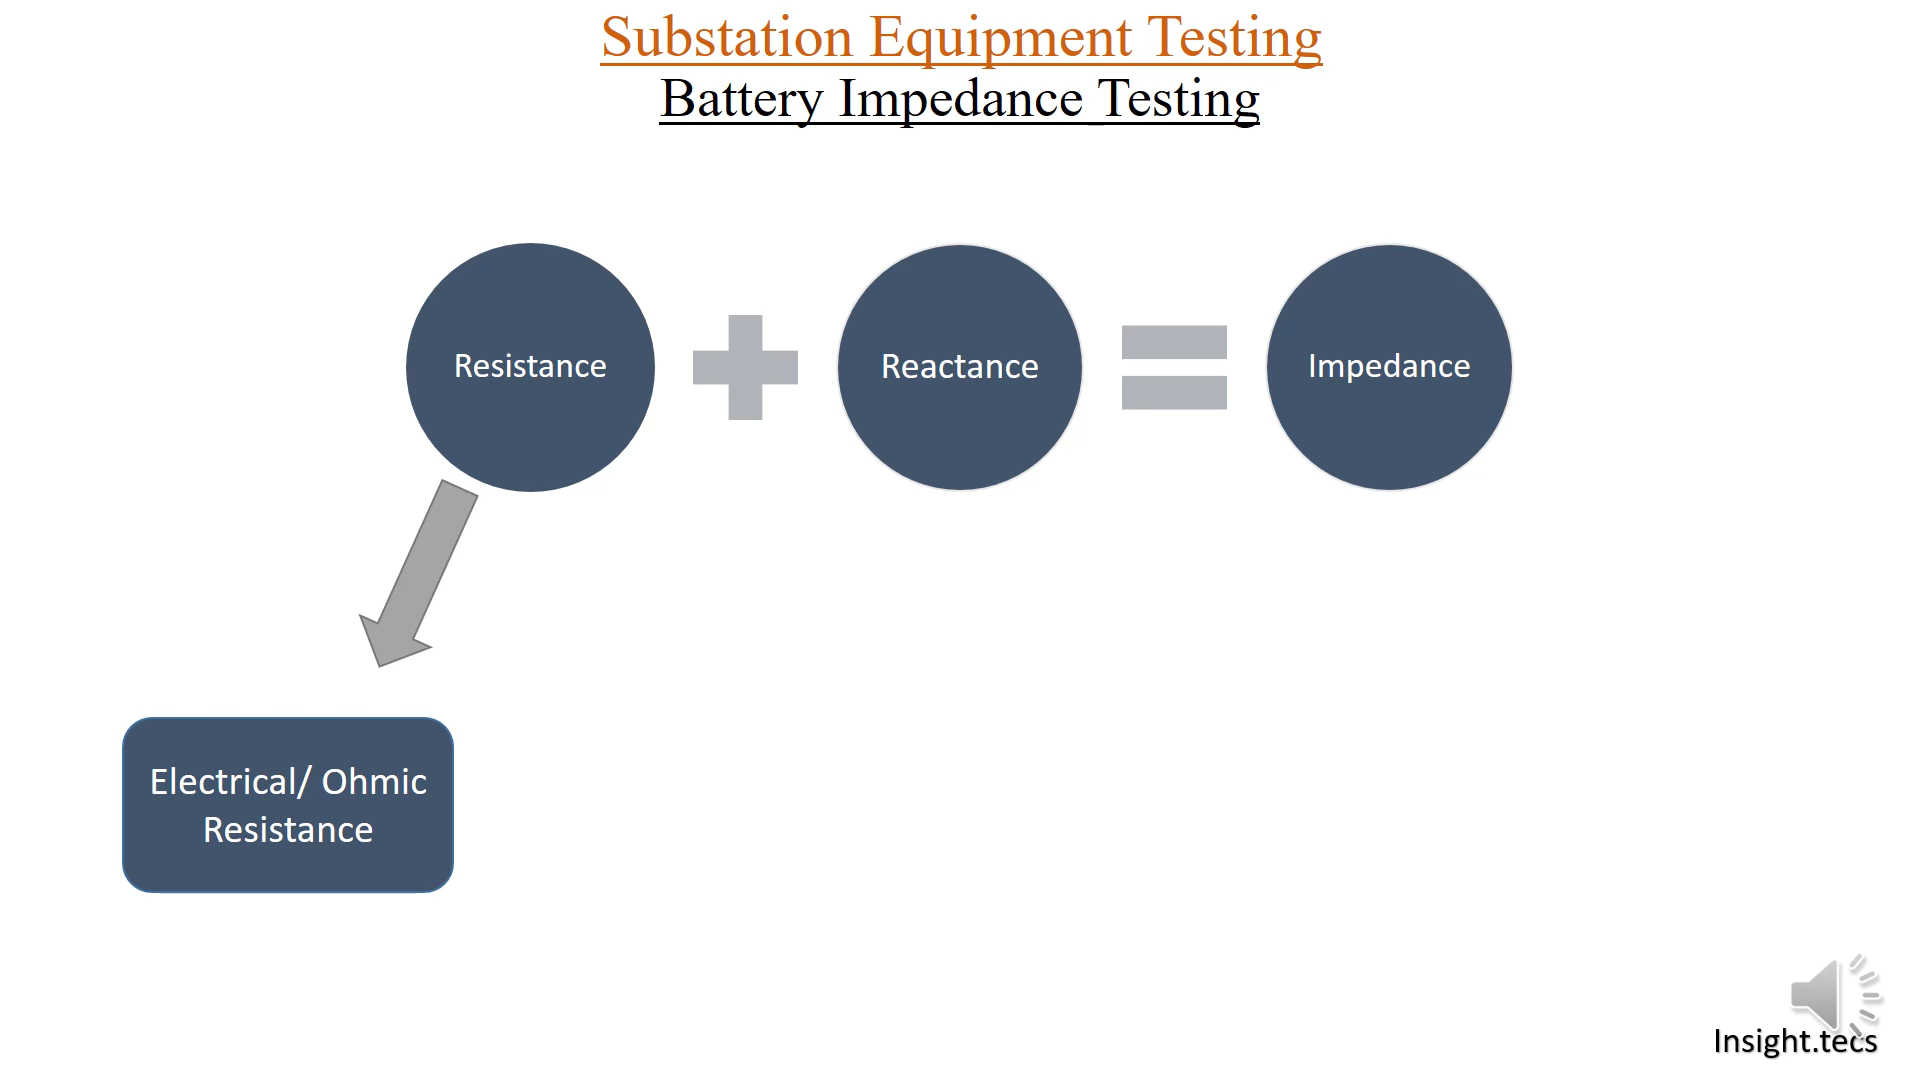 Substation Equipment Testing
Battery Impedance Testing
Resistance
Reactance
Impedance
Electrical/ Ohmic
Resistance
Insight.tecs